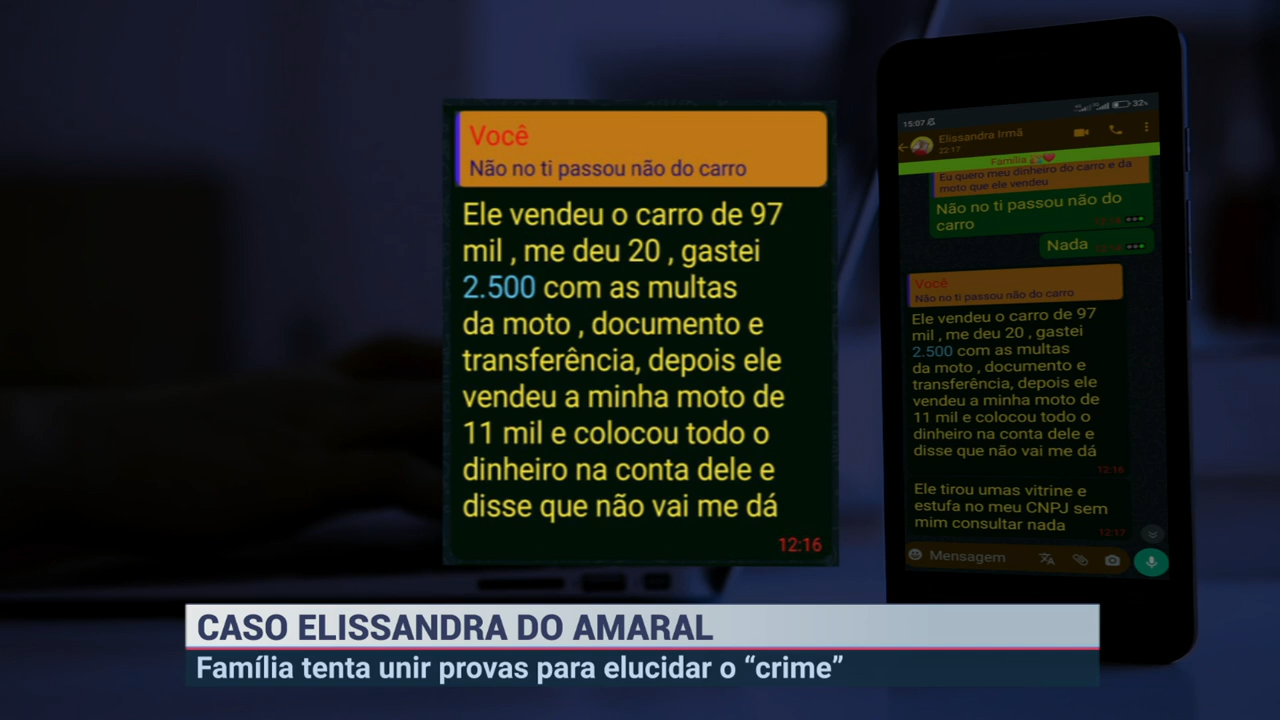 Você
Não no ti passou não do carro
Ele vendeu o carro de 97
mil , me deu 20 , gastei
2.500 com as multas
da moto , documento e
transferência, depois ele
vendeu a minha moto de
11 mil e colocou todo o
dinheiro na conta dele e
disse que não vai me dá
12:16
15:07
32%
Elissandra Irmã
22:17
Família
Eu quero meu dinheiro do carro e da
moto que ele vendeu
Não no ti passou não do
carro
Nada
Você
Não no ti passou não do carro
Ele vendeu o carro de 97
mil , me deu 20 , gastei
2.500 com as multas
da moto , documento e
transferência, depois ele
vendeu a minha moto de
11 mil e colocou todo o
dinheiro na conta dele e
disse que não vai me dá
12:16
Ele tirou umas vitrine e
estufa no meu CNPJ sem
mim consultar nada
12:17
Mensagem
CASO ELISSANDRA DO AMARAL
Família tenta unir provas para elucidar o “crime”